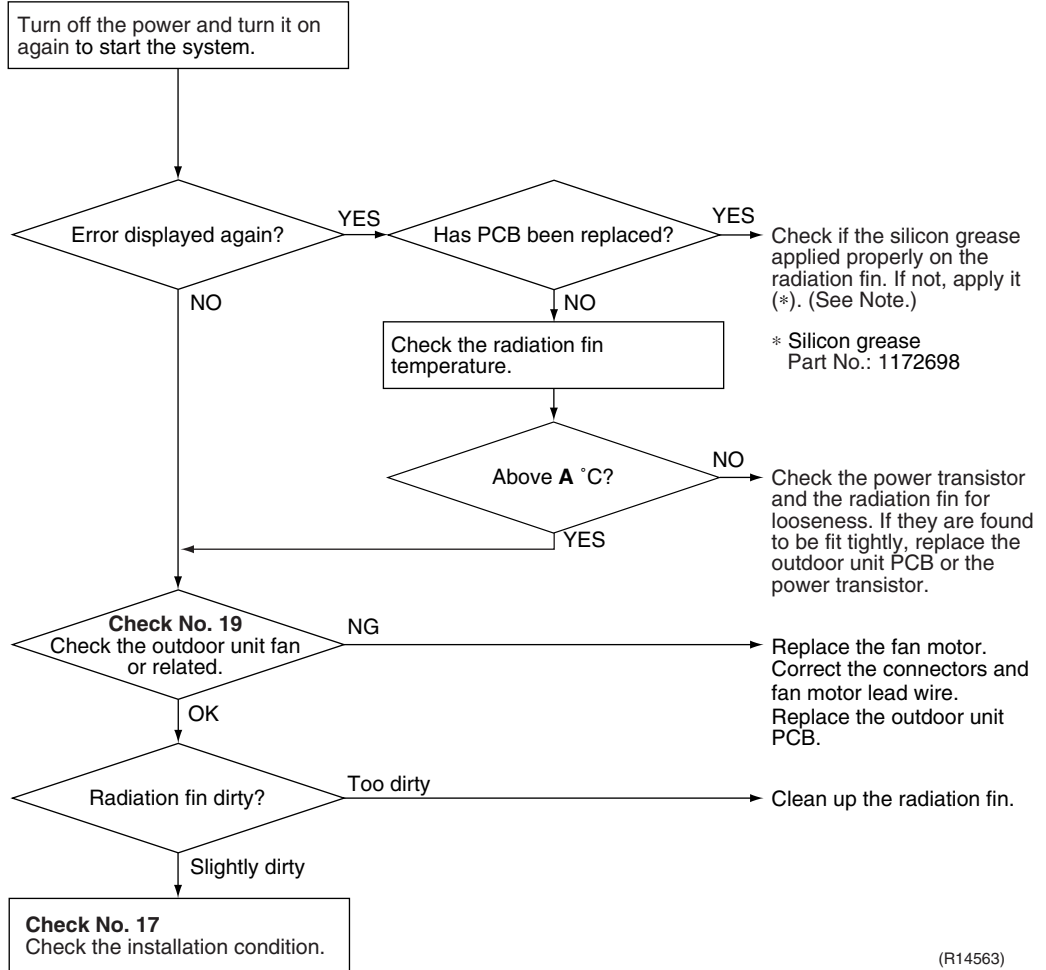 Turn off the power and turn it on
again to start the system.
Error displayed again?
YES
Has PCB been replaced?
YES
Check if the silicon grease
applied properly on the
radiation fin. If not, apply it
(*). (See Note.)
* Silicon grease
Part No.: 1172698
NO
NO
Check the radiation fin
temperature.
Above A °C?
NO
Check the power transistor
and the radiation fin for
looseness. If they are found
to be fit tightly, replace the
outdoor unit PCB or the
power transistor.
YES
Check No. 19
Check the outdoor unit fan
or related.
NG
Replace the fan motor.
Correct the connectors and
fan motor lead wire.
Replace the outdoor unit
PCB.
OK
Radiation fin dirty?
Too dirty
Clean up the radiation fin.
Slightly dirty
Check No. 17
Check the installation condition.
(R14563)